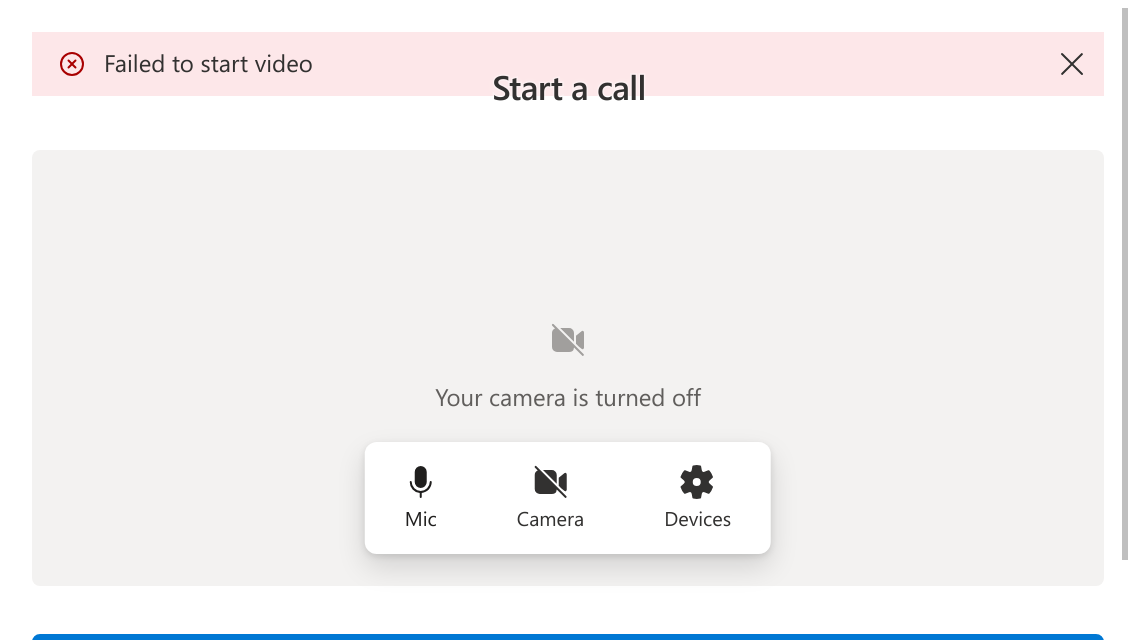 Failed to start video
Start a call
Your camera is turned off
Mic
Camera
Devices